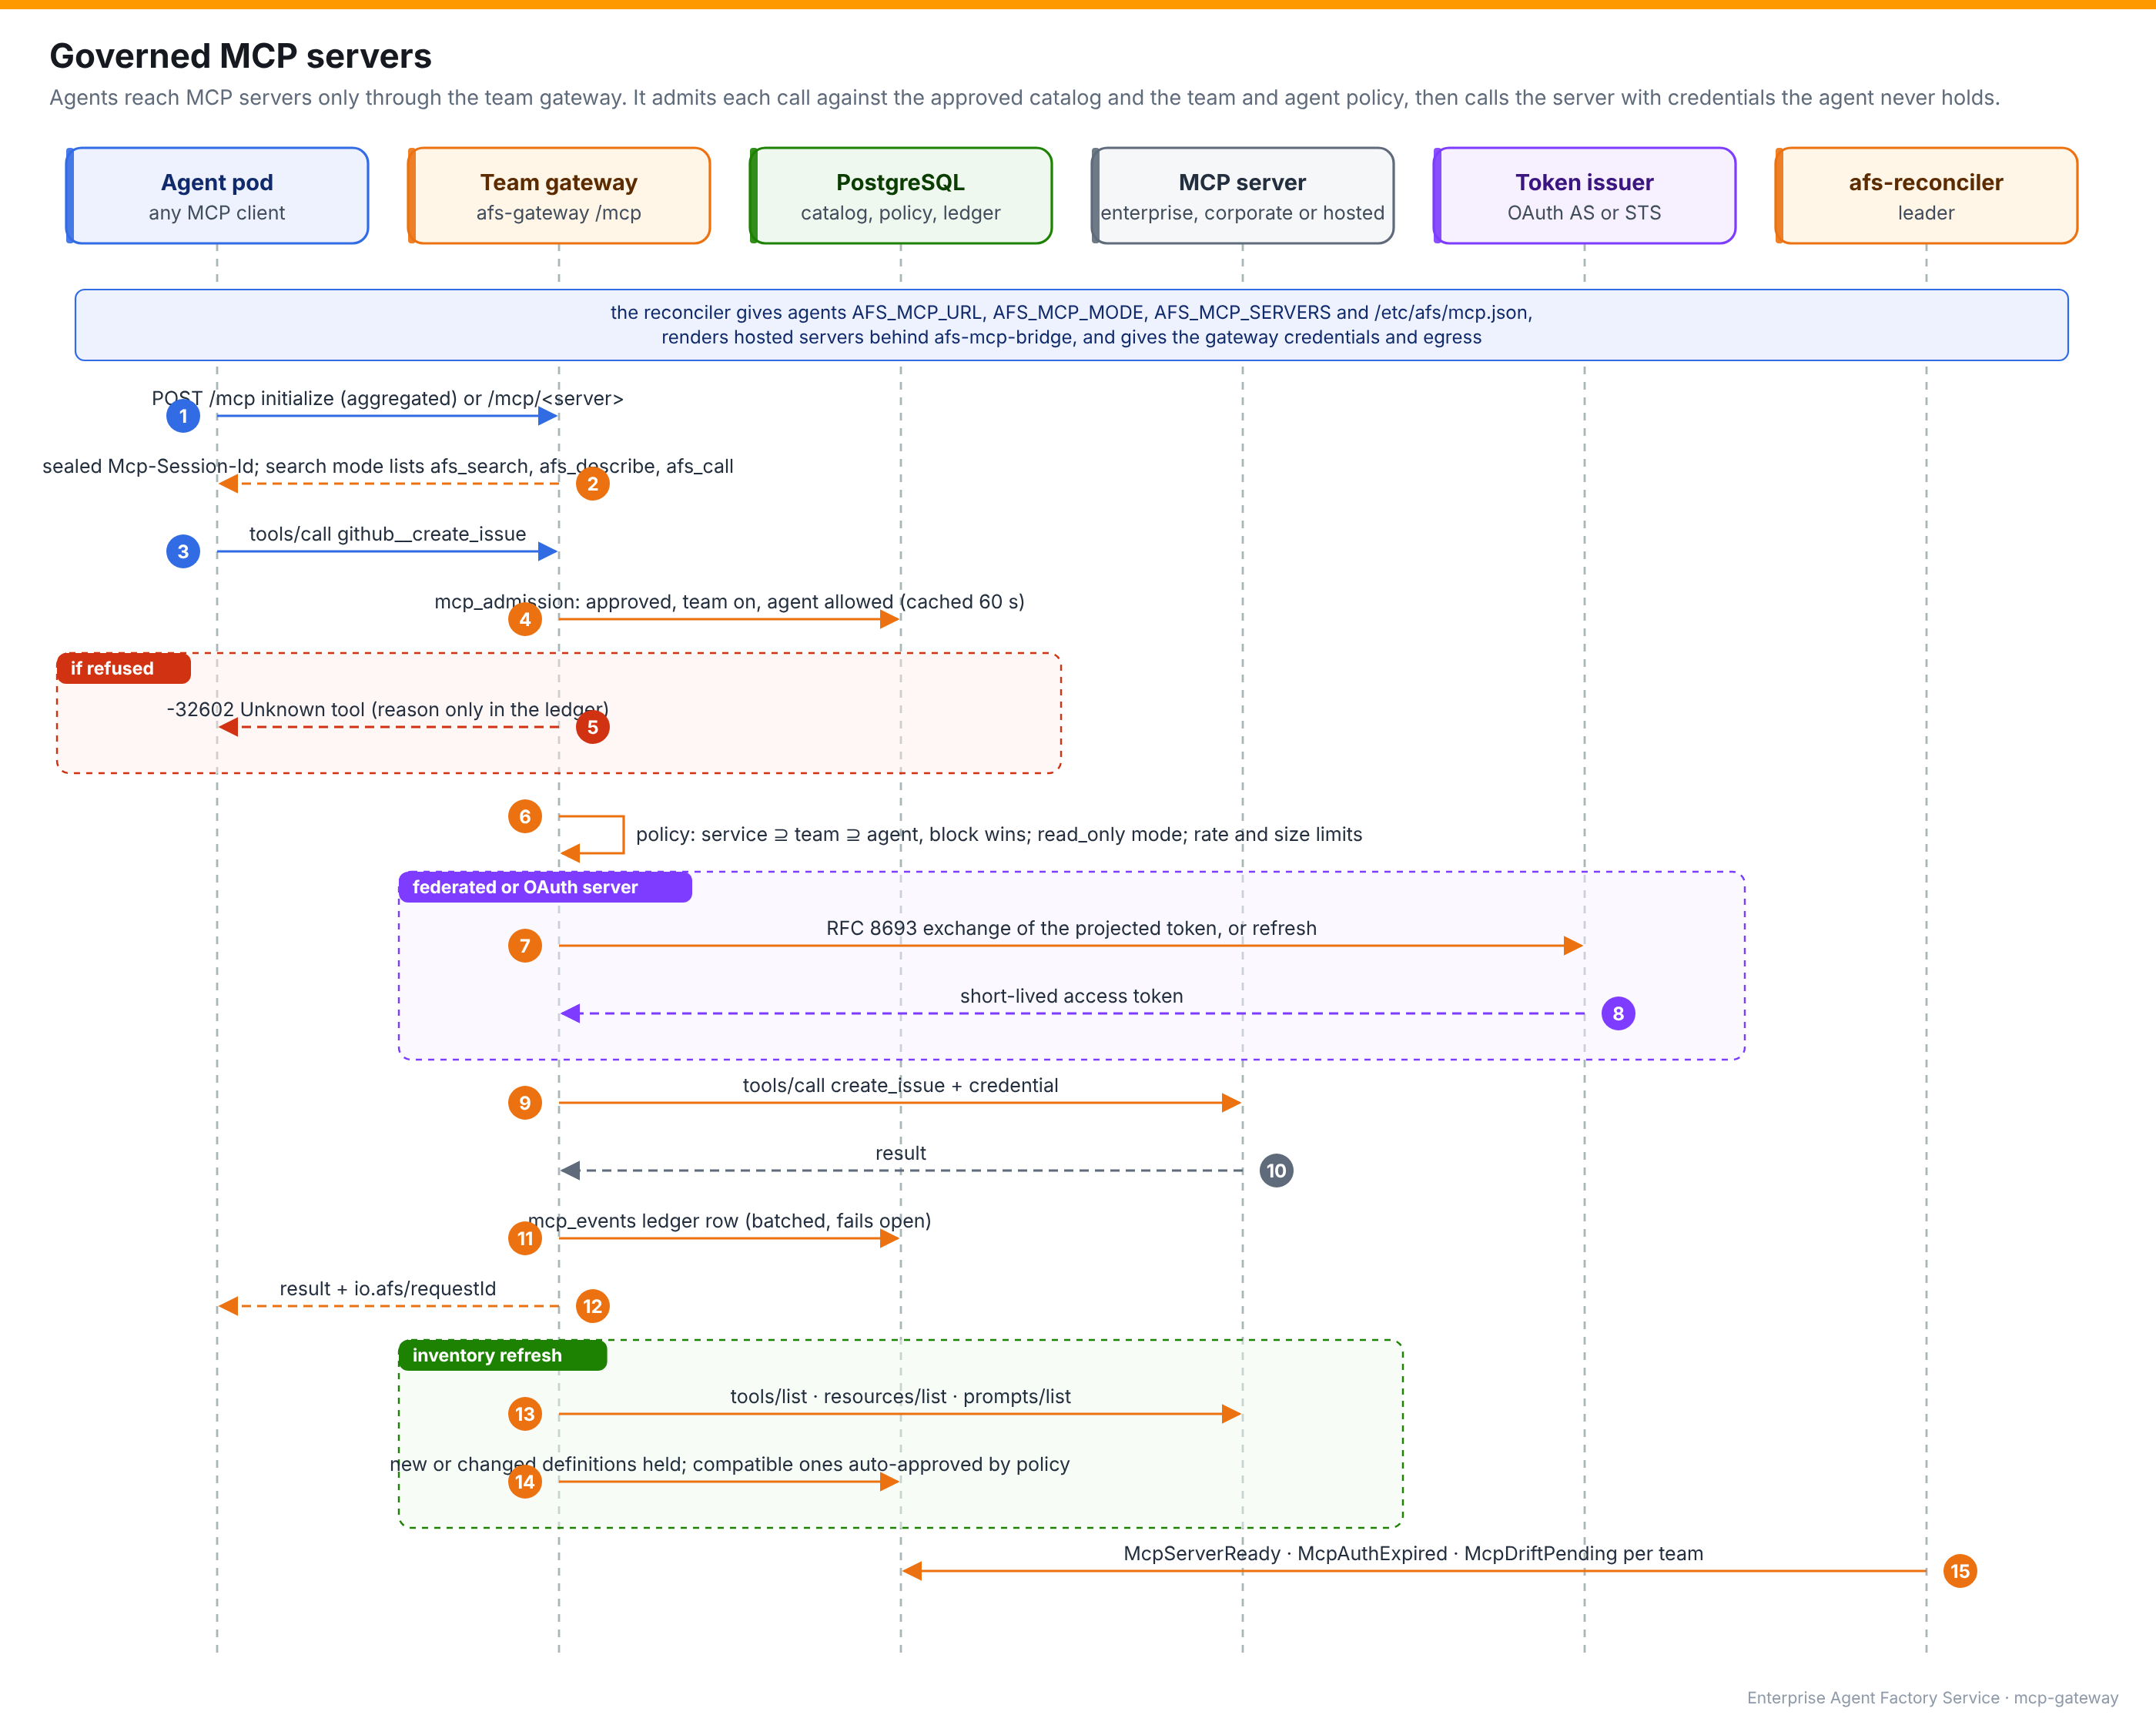 Governed MCP servers
Agents reach MCP servers only through the team gateway. It admits each call against the approved catalog and the team and agent policy, then calls the server with credentials the agent never holds.
Agent pod
any MCP client
Team gateway
afs-gateway /mcp
PostgreSQL
catalog, policy, ledger
MCP server
enterprise, corporate or hosted
Token issuer
OAuth AS or STS
afs-reconciler
leader
the reconciler gives agents AFS_MCP_URL, AFS_MCP_MODE, AFS_MCP_SERVERS and /etc/afs/mcp.json,
renders hosted servers behind afs-mcp-bridge, and gives the gateway credentials and egress
POST /mcp initialize (aggregated) or /mcp/<server>
1
sealed Mcp-Session-Id; search mode lists afs_search, afs_describe, afs_call
2
tools/call github__create_issue
3
mcp_admission: approved, team on, agent allowed (cached 60 s)
4
if refused
-32602 Unknown tool (reason only in the ledger)
5
6
policy: service ⊇ team ⊇ agent, block wins; read_only mode; rate and size limits
federated or OAuth server
RFC 8693 exchange of the projected token, or refresh
7
short-lived access token
8
tools/call create_issue + credential
9
result
10
mcp_events ledger row (batched, fails open)
11
result + io.afs/requestId
12
inventory refresh
tools/list · resources/list · prompts/list
13
new or changed definitions held; compatible ones auto-approved by policy
14
McpServerReady · McpAuthExpired · McpDriftPending per team
15
Enterprise Agent Factory Service · mcp-gateway